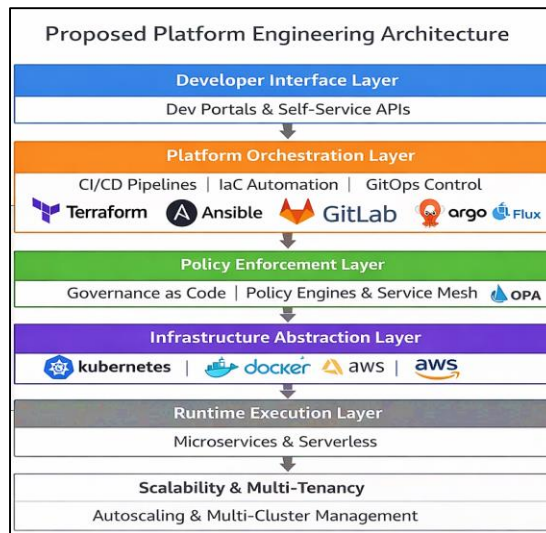 Proposed Platform Engineering Architecture
Developer Interface Layer
Dev Portals & Self-Service APIs
Platform Orchestration Layer
CI/CD Pipelines | IaC Automation | GitOps Control
Terraform Ansible GitLab argo Flux
Policy Enforcement Layer
Governance as Code | Policy Engines & Service Mesh OPA
Infrastructure Abstraction Layer
kubernetes | docker aws | aws
Runtime Execution Layer
Microservices & Serverless
Scalability & Multi-Tenancy
Autoscaling & Multi-Cluster Management